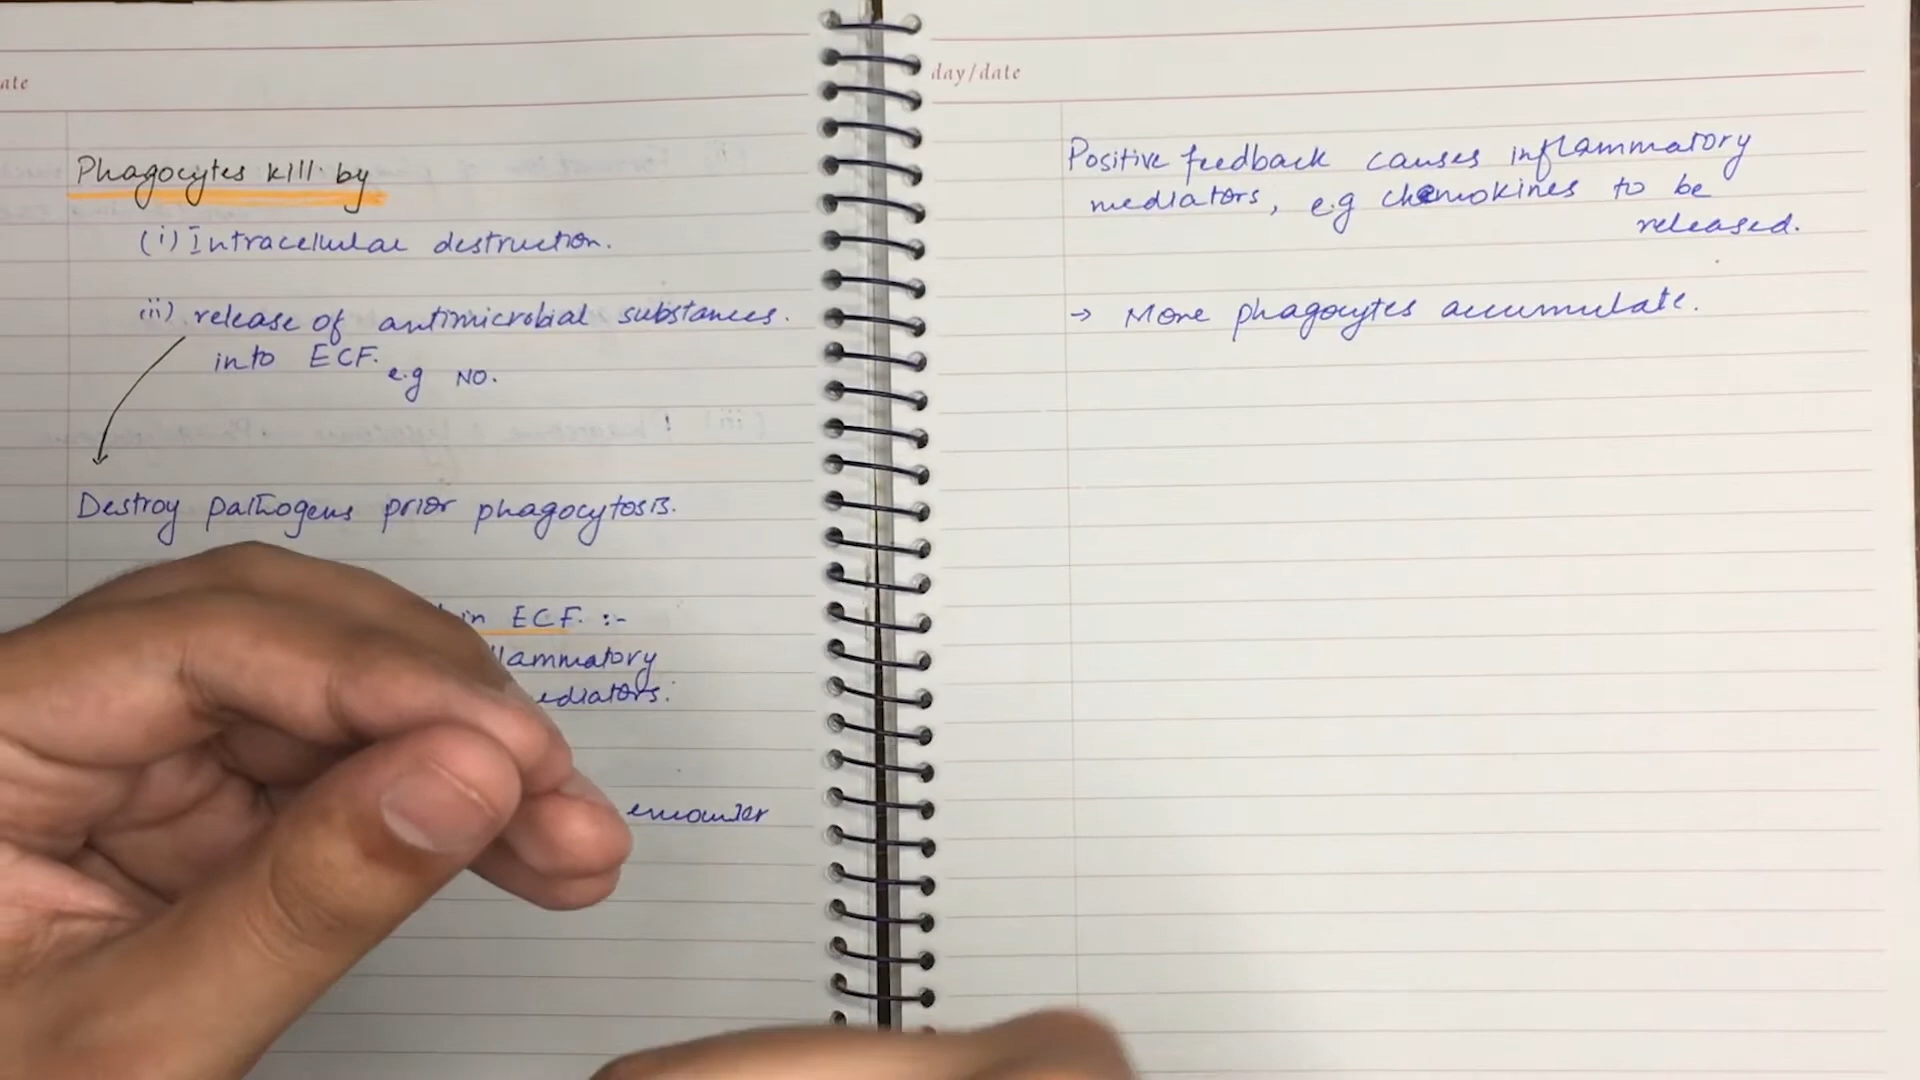 ate
Phagocytes kill by
(i) Intracellular destruction.
(ii) release of antimicrobial substances.
into ECF.
e.g NO.
Destroy pathogens prior phagocytosis.
in ECF. :-
lammatory
ediators.
encounter
day/date
Positive feedback causes inflammatory
mediators, e.g chemokines to be
released.
→ More phagocytes accumulate.